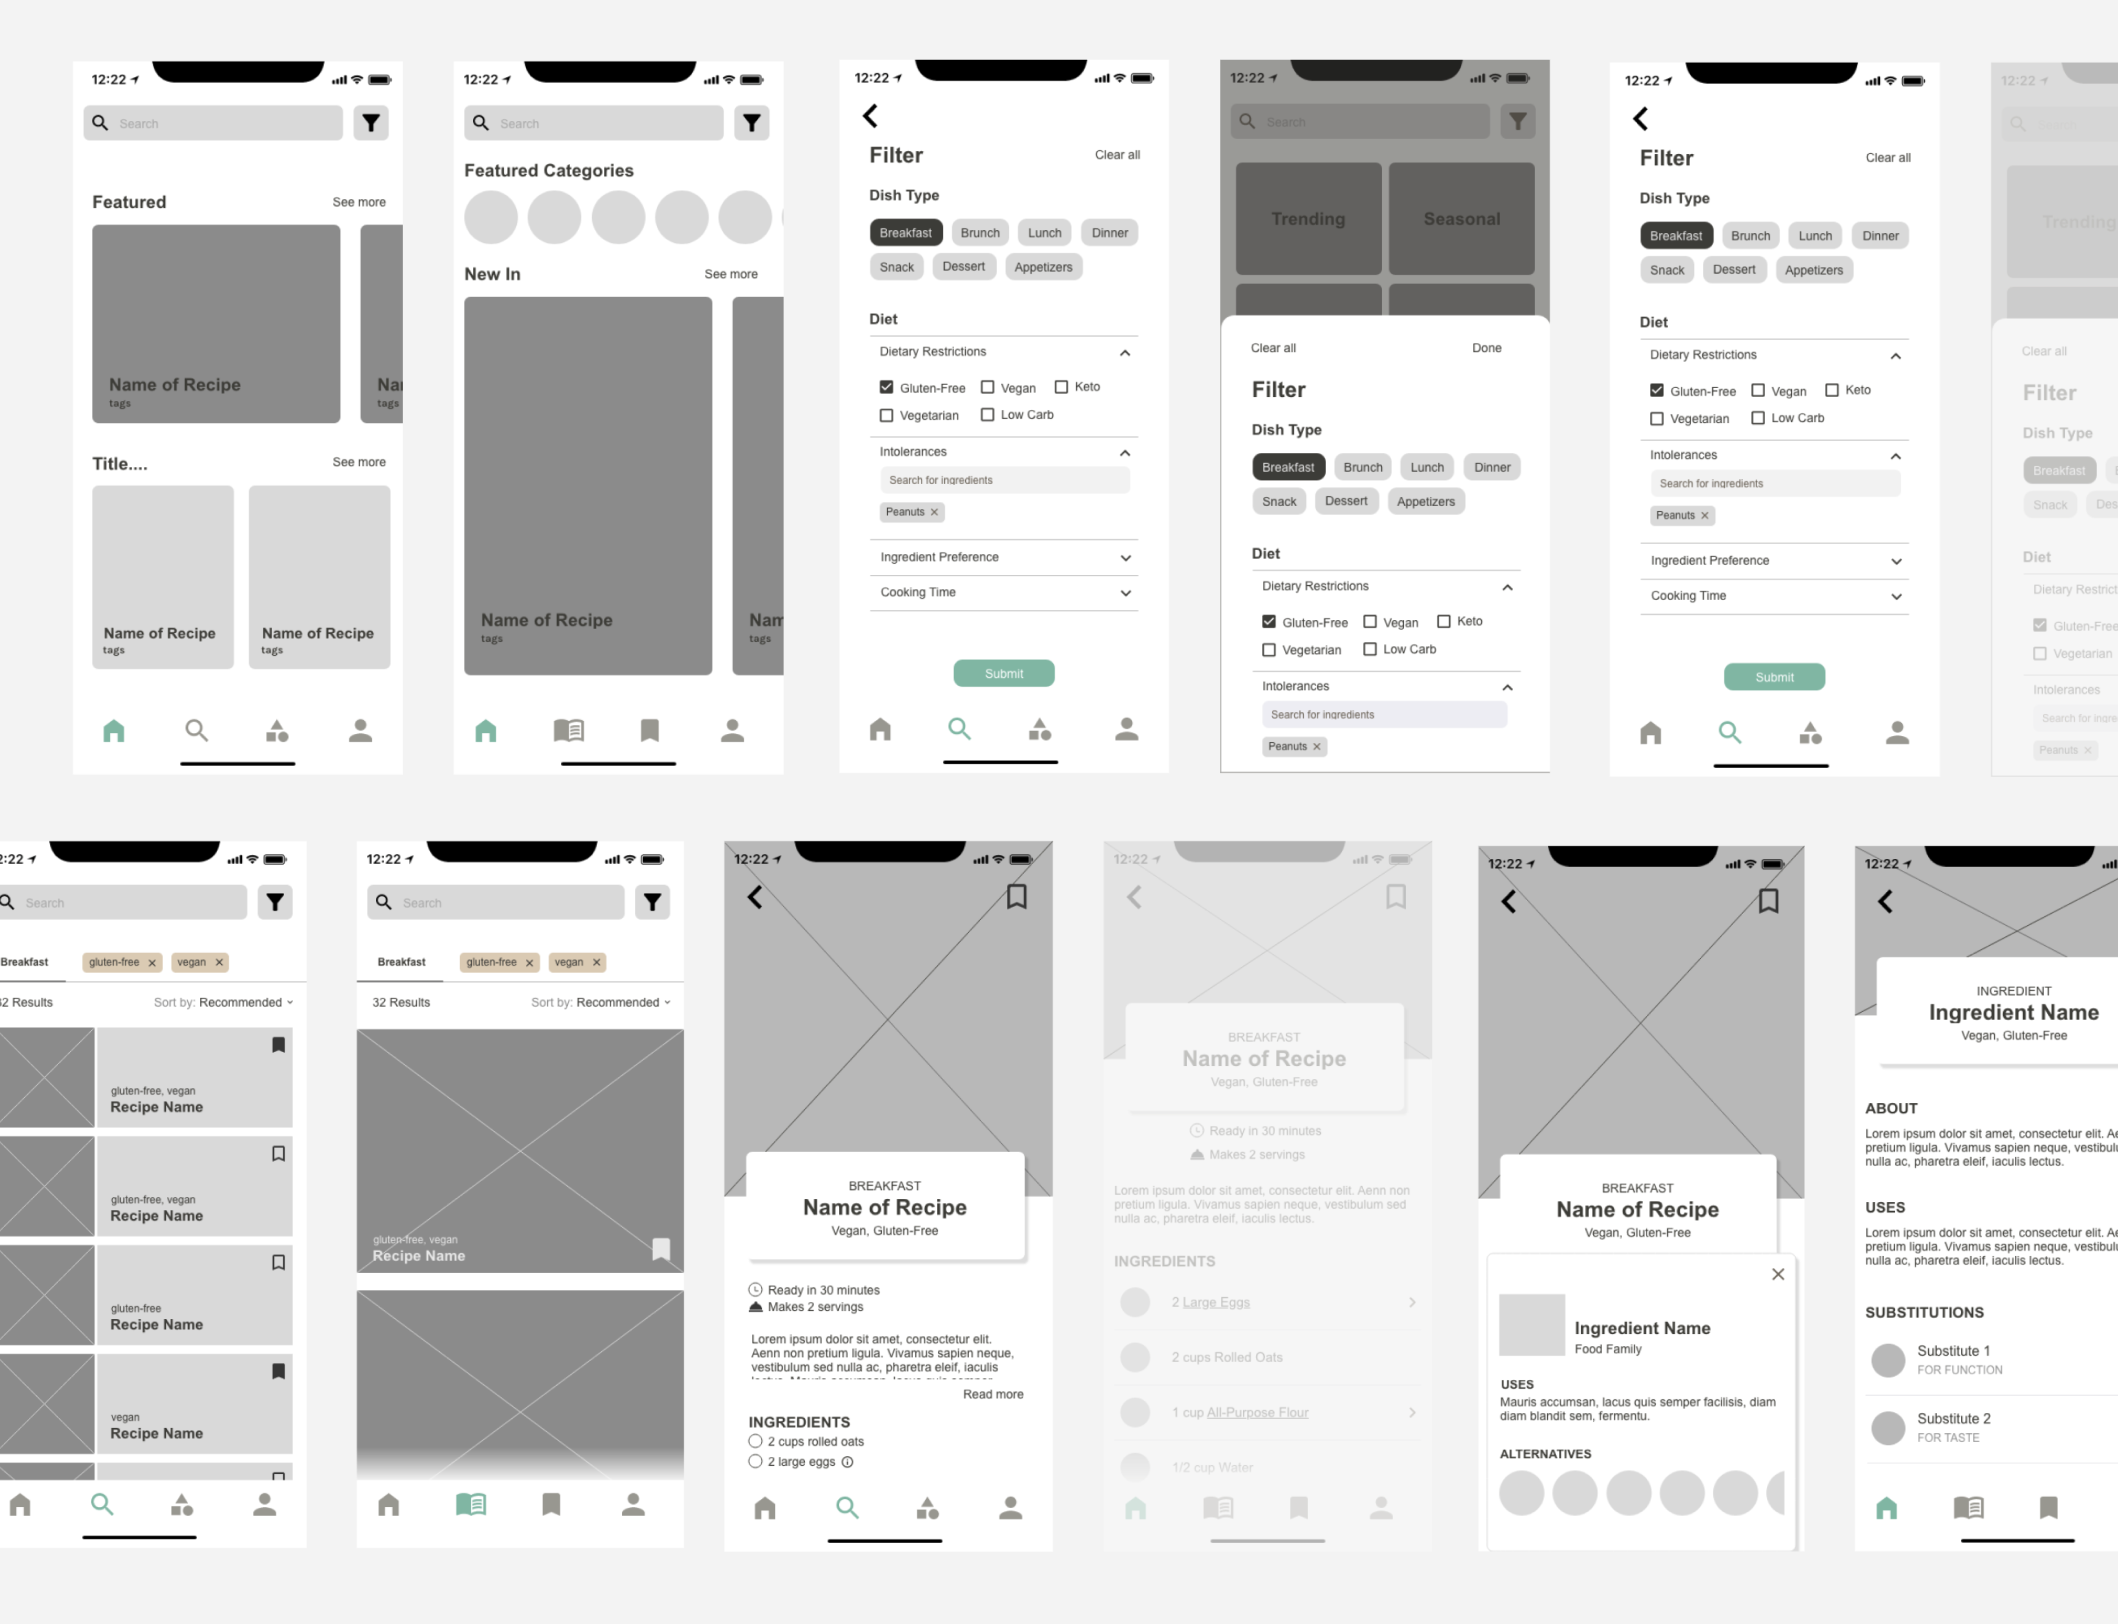 12:22
Search
Featured
See more
Name of Recipe
tags
Nar
tags
Title....
See more
Name of Recipe
tags
Name of Recipe
tags
12:22
Search
Featured Categories
New In
See more
Name of Recipe
tags
Nam
tags
12:22
Filter
Clear all
Dish Type
Breakfast Brunch Lunch Dinner
Snack Dessert Appetizers
Diet
Dietary Restrictions
Gluten-Free Vegan Keto
Vegetarian Low Carb
Intolerances
Search for ingredients
Peanuts ×
Ingredient Preference
Cooking Time
Submit
12:22
Search
Trending
Seasonal
Clear all
Done
Filter
Dish Type
Breakfast Brunch Lunch Dinner
Snack Dessert Appetizers
Diet
Dietary Restrictions
Gluten-Free Vegan Keto
Vegetarian Low Carb
Intolerances
Search for ingredients
Peanuts ×
12:22
Filter
Clear all
Dish Type
Breakfast Brunch Lunch Dinner
Snack Dessert Appetizers
Diet
Dietary Restrictions
Gluten-Free Vegan Keto
Vegetarian Low Carb
Intolerances
Search for ingredients
Peanuts ×
Ingredient Preference
Cooking Time
Submit
12:22
Trending
Clear all
Filter
Dish Type
Breakfast
Snack Des
Diet
Dietary Restrict
Gluten-Free
Vegetarian
Intolerances
Search for ingre
Peanuts ×
2:22
Search
Breakfast gluten-free × vegan ×
32 Results
Sort by: Recommended
gluten-free, vegan
Recipe Name
gluten-free, vegan
Recipe Name
gluten-free
Recipe Name
vegan
Recipe Name
12:22
Search
Breakfast gluten-free × vegan ×
32 Results
Sort by: Recommended
gluten-free, vegan
Recipe Name
12:22
BREAKFAST
Name of Recipe
Vegan, Gluten-Free
Ready in 30 minutes
Makes 2 servings
Lorem ipsum dolor sit amet, consectetur elit.
Aenn non pretium ligula. Vivamus sapien neque,
vestibulum sed nulla ac, pharetra eleif, iaculis
Read more
INGREDIENTS
2 cups rolled oats
2 large eggs
12:22
BREAKFAST
Name of Recipe
Vegan, Gluten-Free
Ready in 30 minutes
Makes 2 servings
Lorem ipsum dolor sit amet, consectetur elit. Aenn non
pretium ligula. Vivamus sapien neque, vestibulum sed
nulla ac, pharetra eleif, iaculis lectus.
INGREDIENTS
2 Large Eggs
2 cups Rolled Oats
1 cup All-Purpose Flour
1/2 cup Water
12:22
BREAKFAST
Name of Recipe
Vegan, Gluten-Free
×
Ingredient Name
Food Family
USES
Mauris accumsan, lacus quis semper facilisis, diam
diam blandit sem, fermentu.
ALTERNATIVES
12:22
INGREDIENT
Ingredient Name
Vegan, Gluten-Free
ABOUT
Lorem ipsum dolor sit amet, consectetur elit. Ae
pretium ligula. Vivamus sapien neque, vestibulu
nulla ac, pharetra eleif, iaculis lectus.
USES
Lorem ipsum dolor sit amet, consectetur elit. Ae
pretium ligula. Vivamus sapien neque, vestibulu
nulla ac, pharetra eleif, iaculis lectus.
SUBSTITUTIONS
Substitute 1
FOR FUNCTION
Substitute 2
FOR TASTE